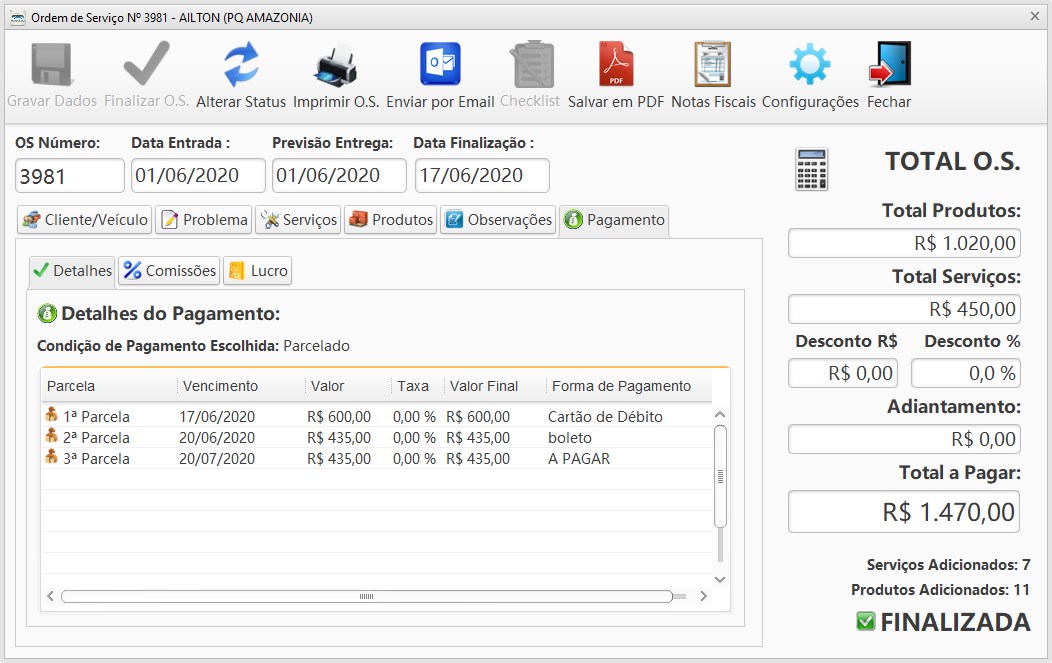 Ordem de Serviço Nº 3981 - AILTON (PQ AMAZONIA)
Gravar Dados Finalizar O.S. Alterar Status Imprimir O.S. Enviar por Email Checklist Salvar em PDF Notas Fiscais Configurações Fechar
OS Número: Data Entrada : Previsão Entrega: Data Finalização :
3981 01/06/2020 01/06/2020 17/06/2020
Cliente/Veículo Problema Serviços Produtos Observações Pagamento
Detalhes Comissões Lucro
Detalhes do Pagamento:
Condição de Pagamento Escolhida: Parcelado
Parcela Vencimento Valor Taxa Valor Final Forma de Pagamento
1ª Parcela 17/06/2020 R$ 600,00 0,00 % R$ 600,00 Cartão de Débito
2ª Parcela 20/06/2020 R$ 435,00 0,00 % R$ 435,00 boleto
3ª Parcela 20/07/2020 R$ 435,00 0,00 % R$ 435,00 A PAGAR
TOTAL O.S.
Total Produtos:
R$ 1.020,00
Total Serviços:
R$ 450,00
Desconto R$ Desconto %
R$ 0,00 0,0 %
Adiantamento:
R$ 0,00
Total a Pagar:
R$ 1.470,00
Serviços Adicionados: 7
Produtos Adicionados: 11
FINALIZADA